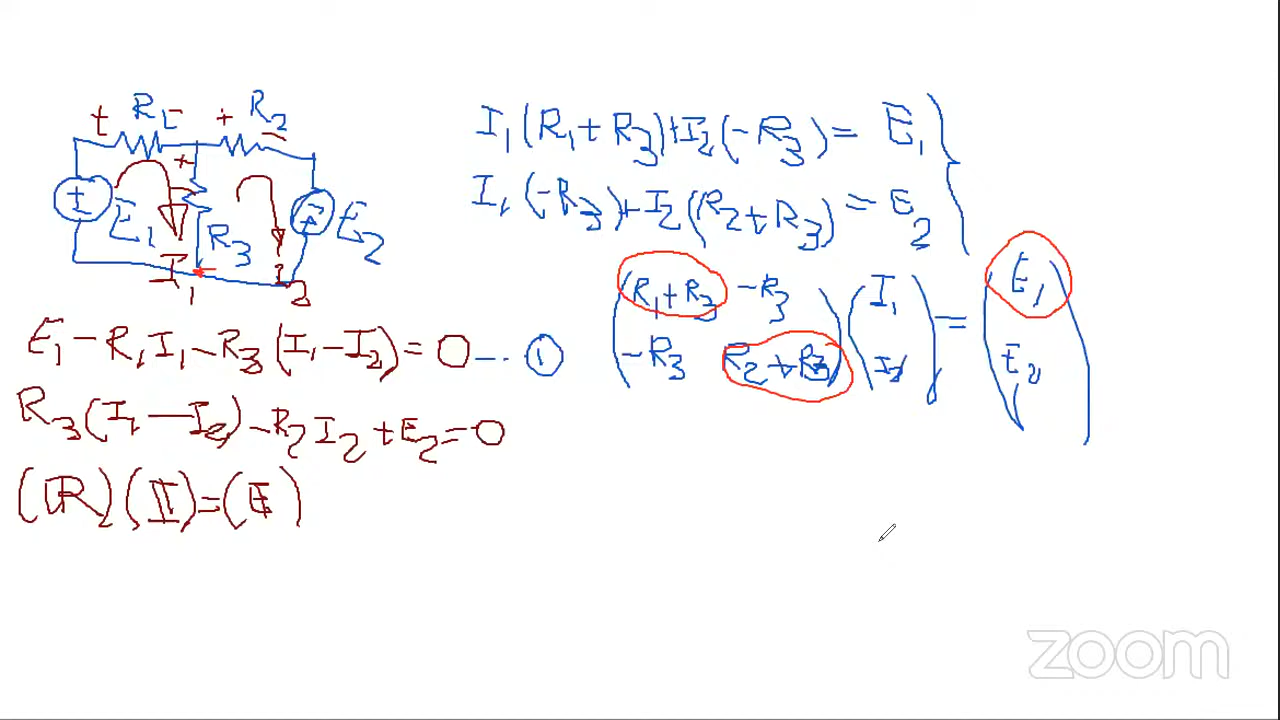 R1
+ -
+ R2 -
+
+
E1
R3
I1
I2
E2
E1 - R1I1 - R3(I1 - I2) = 0 -.. ①
R3(I1 - I2) - R2I2 + E2 = 0
(R)(I) = (E)
I1(R1 + R3) + I2(-R3) = E1
I1(-R3) + I2(R2 + R3) = E2
(R1 + R3 -R3) (I1) = (E1)
(-R3 R2 + R3) (I2) (E2)
zoom